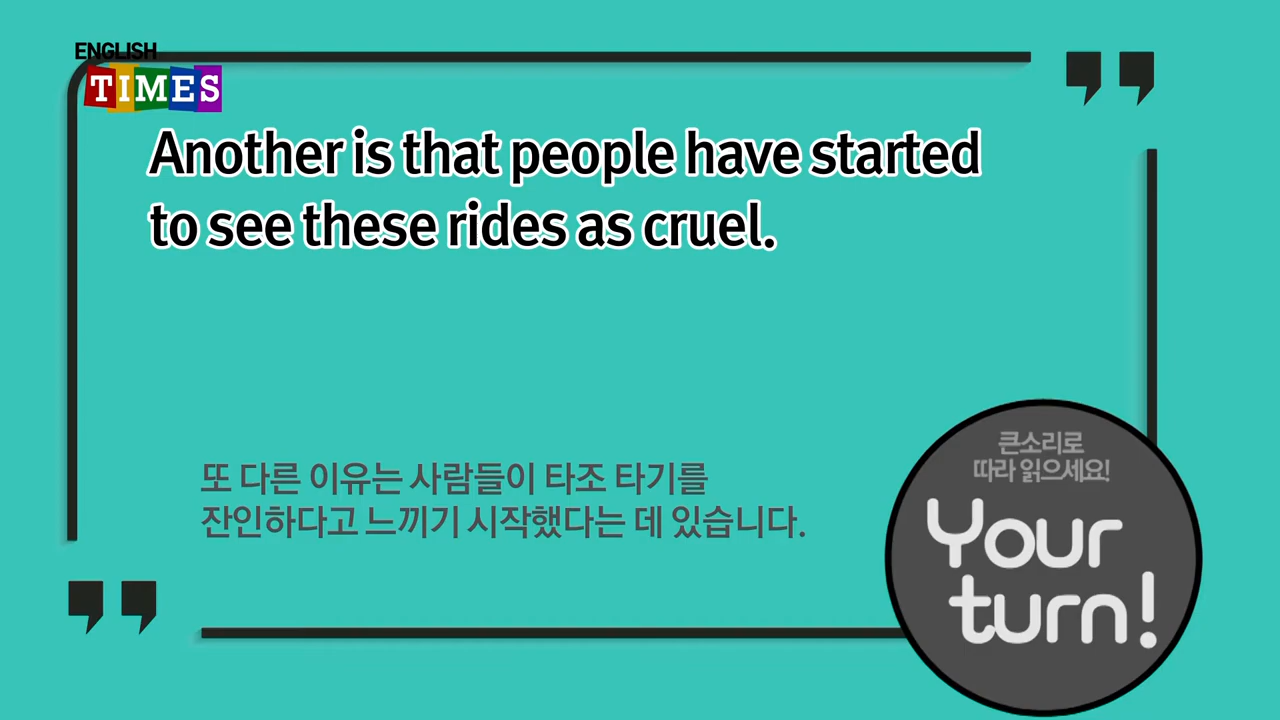 ENGLISH
TIMES
Another is that people have started
to see these rides as cruel.
또 다른 이유는 사람들이 타조 타기를
잔인하다고 느끼기 시작했다는 데 있습니다.
큰소리로
따라 읽으세요!
Your
turn!